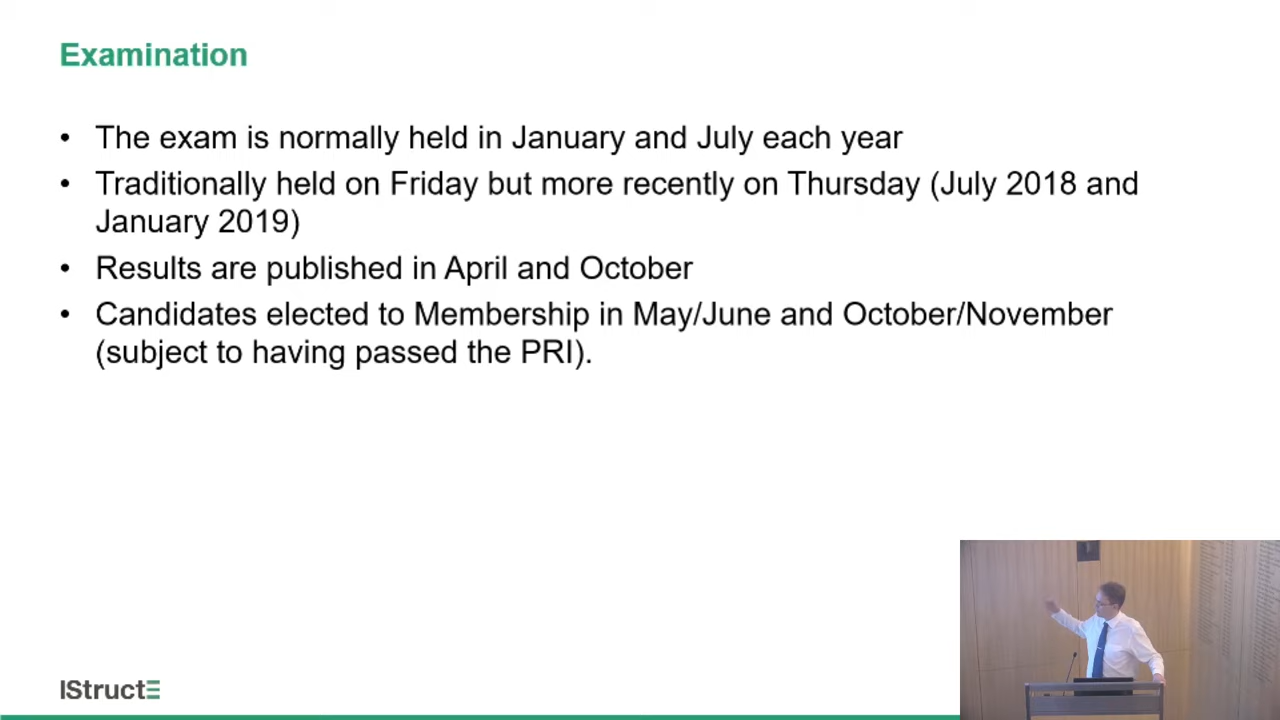 Examination
• The exam is normally held in January and July each year
• Traditionally held on Friday but more recently on Thursday (July 2018 and
January 2019)
• Results are published in April and October
• Candidates elected to Membership in May/June and October/November
(subject to having passed the PRI).
IStructE